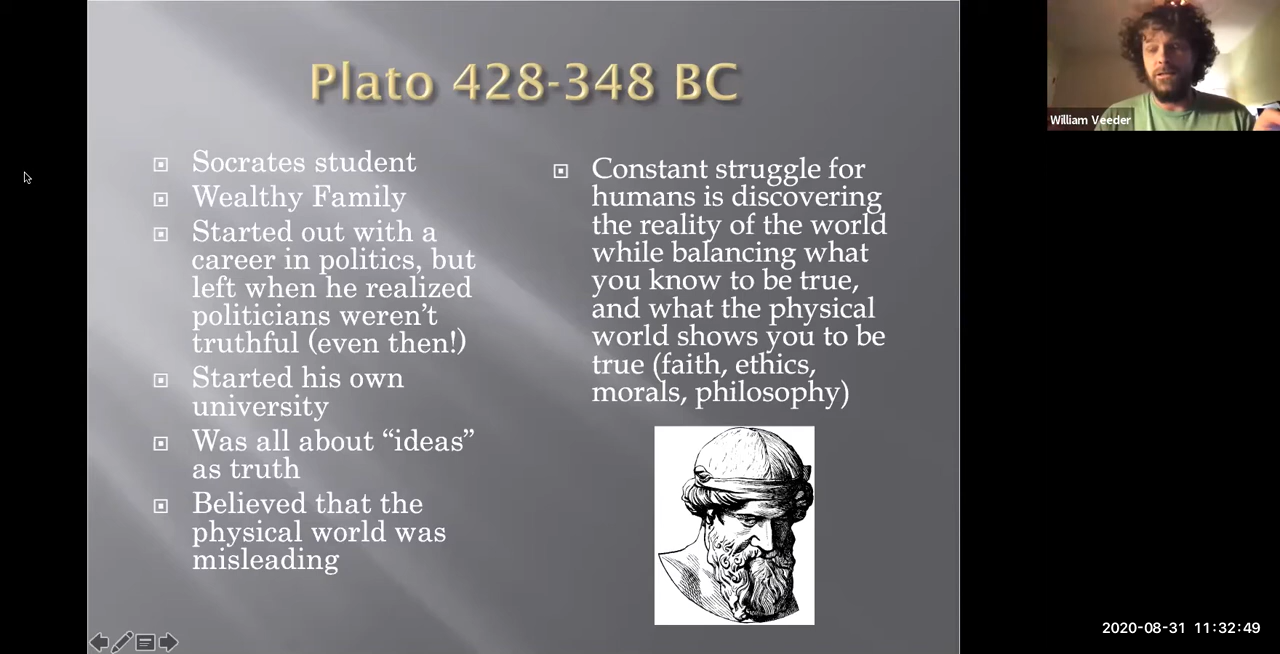 Plato 428-348 BC
Socrates student
Wealthy Family
Started out with a
career in politics, but
left when he realized
politicians weren’t
truthful (even then!)
Started his own
university
Was all about “ideas”
as truth
Believed that the
physical world was
misleading
Constant struggle for
humans is discovering
the reality of the world
while balancing what
you know to be true,
and what the physical
world shows you to be
true (faith, ethics,
morals, philosophy)
William Veeder
2020-08-31 11:32:49